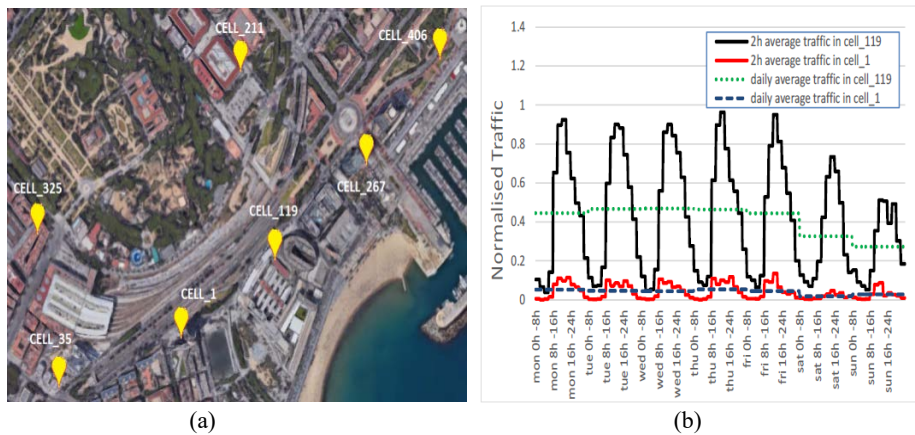 CELL_211
CELL_406
CELL_325
CELL_267
CELL_119
CELL_1
CELL_35
(a)
1.4
1.2
1
0.8
0.6
0.4
0.2
0
Normalised Traffic
2h average traffic in cell_119
2h average traffic in cell_1
daily average traffic in cell_119
daily average traffic in cell_1
mon 0h -8h
mon 8h -16h
mon 16h -24h
tue 0h -8h
tue 8h -16h
tue 16h -24h
wed 0h -8h
wed 8h -16h
wed 16h -24h
thu 0h -8h
thu 8h -16h
thu 16h -24h
fri 0h -8h
fri 8h -16h
fri 16h -24h
sat 0h -8h
sat 8h -16h
sat 16h -24h
sun 0h -8h
sun 8h -16h
sun 16h -24h
(b)